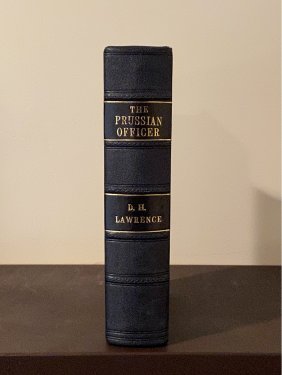 THE
PRUSSIAN
OFFICER
D. H.
LAWRENCE